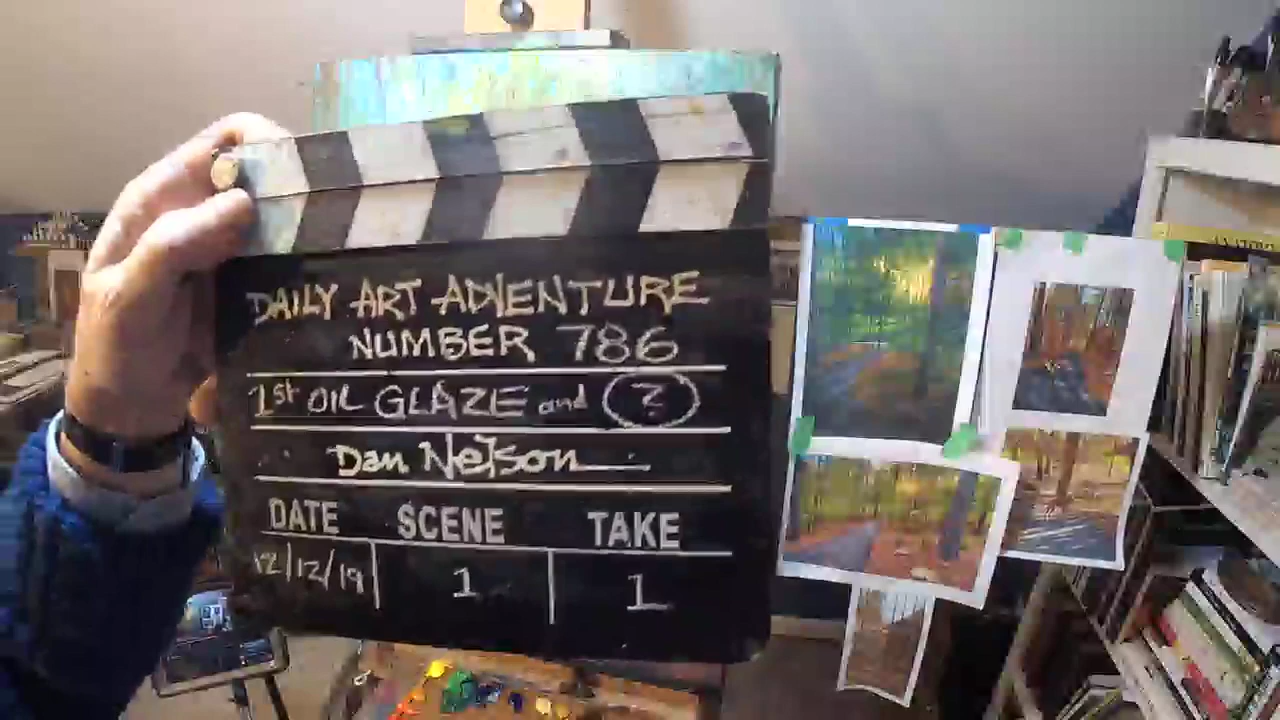 DAILY ART ADVENTURE
NUMBER 786
1st OIL GLAZE and ?
Dan Nelson
DATE SCENE TAKE
12/12/19 1 1